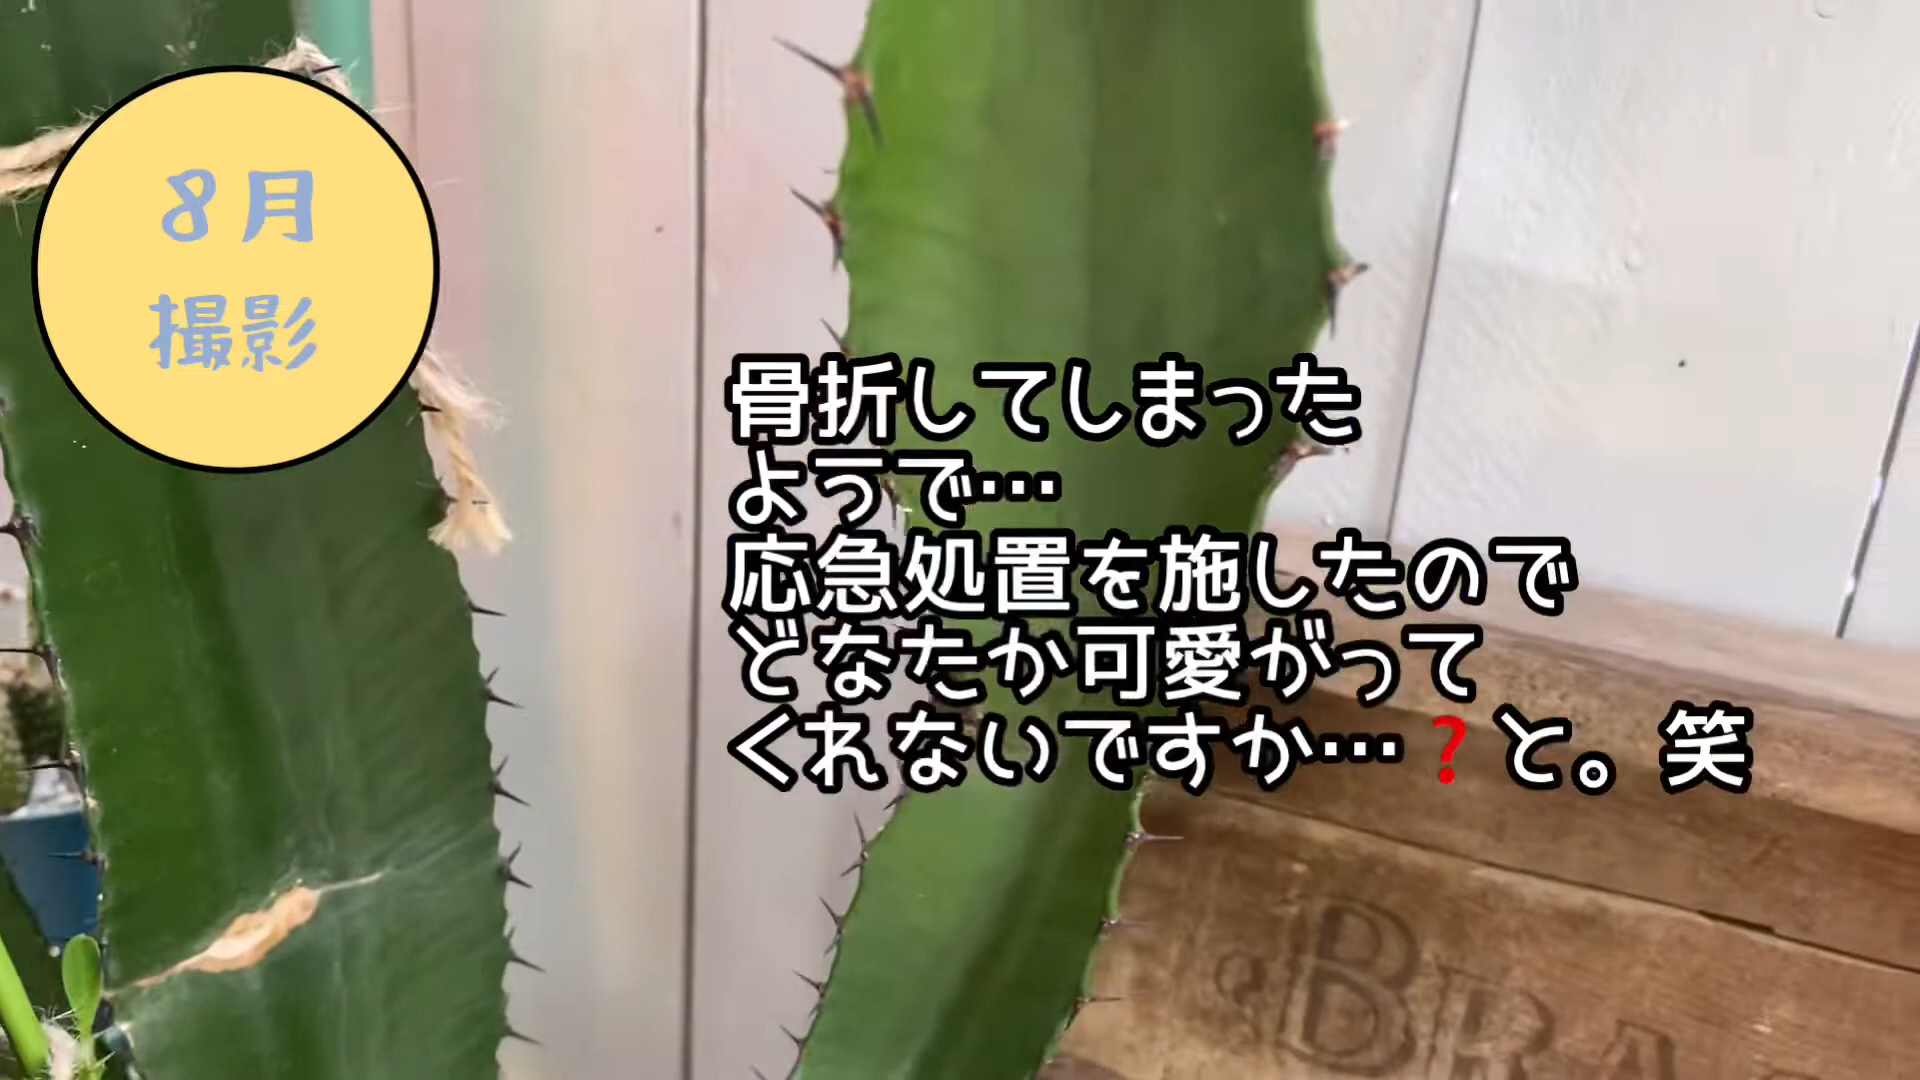 8月
撮影
骨折してしまった
ようで…
応急処置を施したので
どなたか可愛がって
くれないですか…❓と。笑
BRA